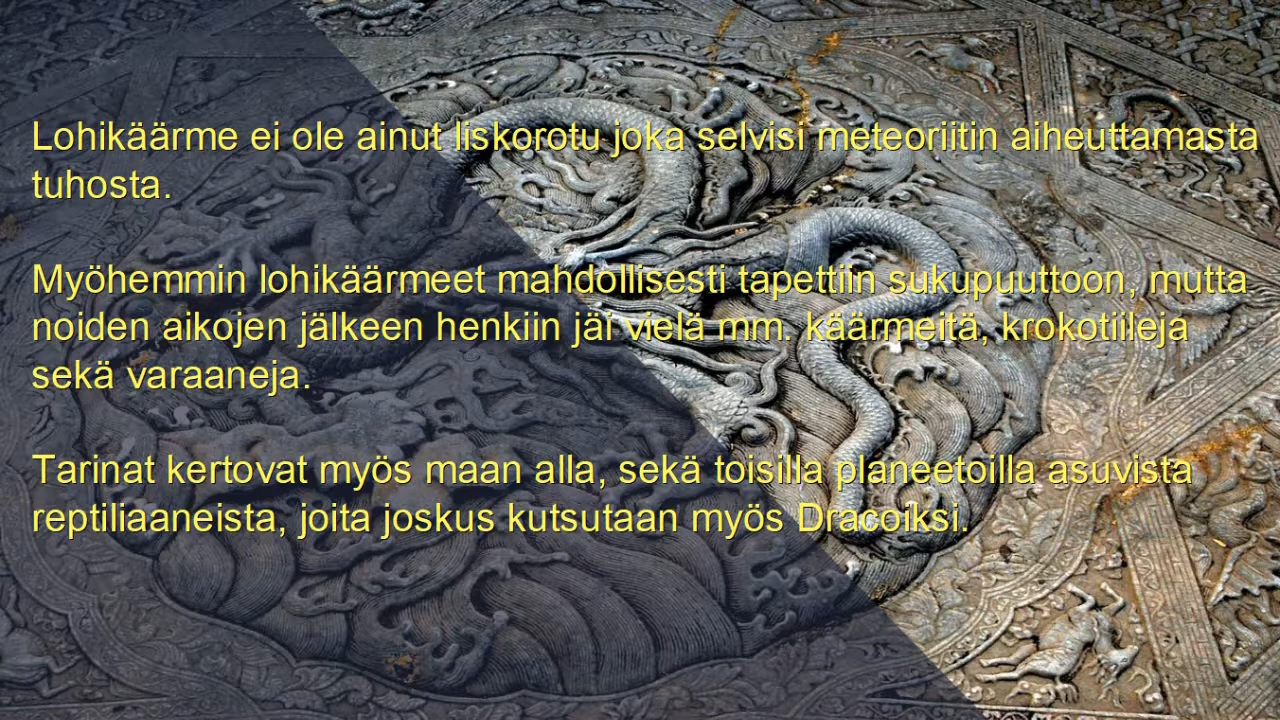 Lohikäärme ei ole ainut liskorotu joka selvisi meteoriitin aiheuttamasta
tuhosta.
Myöhemmin lohikäärmeet mahdollisesti tapettiin sukupuuttoon, mutta
noiden aikojen jälkeen henkiin jäi vielä mm. käärmeitä, krokotiileja
sekä varaaneja.
Tarinat kertovat myös maan alla, sekä toisilla planeetoilla asuvista
reptiliaaneista, joita joskus kutsutaan myös Dracoiksi.